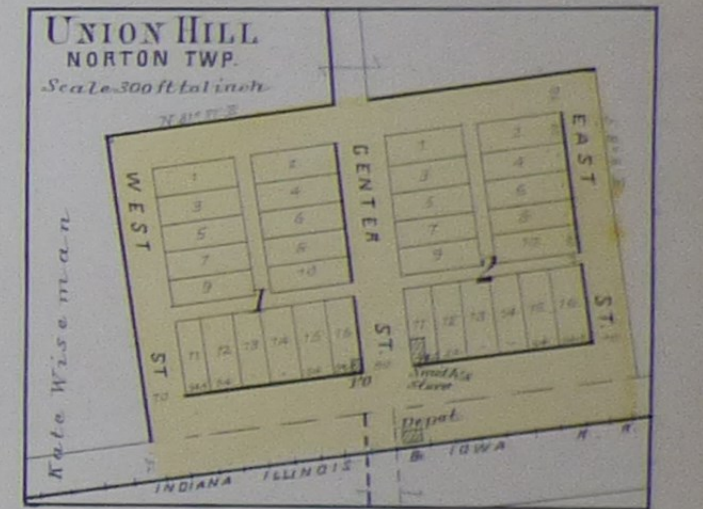 UNION HILL
NORTON TWP.
Scale 300 ft to 1 inch
WEST
ST
CENTER
ST.
EAST
ST.
Kate Wiseman
1
2
3
4
5
6
7
8
9
10
1
11
12
13
14
15
16
1
2
3
4
5
6
7
8
9
10
2
11
12
13
14
15
16
PO
Smith's
Store
Depot
INDIANA ILLINOIS & IOWA R. R.